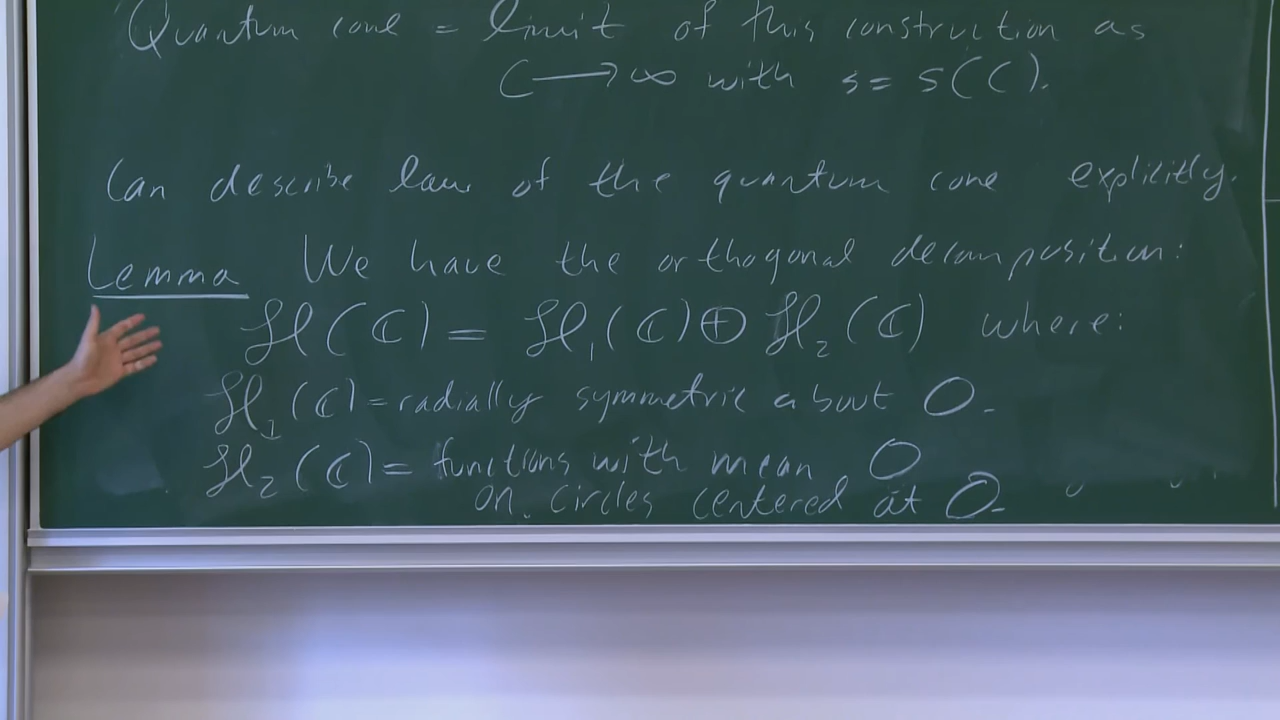 Quantum cone = limit of this construction as
C → ∞ with s = s(C).
Can describe law of the quantum cone explicitly.
Lemma We have the orthogonal decomposition:
ℋ(ℂ) = ℋ₁(ℂ) ⊕ ℋ₂(ℂ) where:
ℋ₁(ℂ) = radially symmetric about 0.
ℋ₂(ℂ) = functions with mean 0
on circles centered at 0.